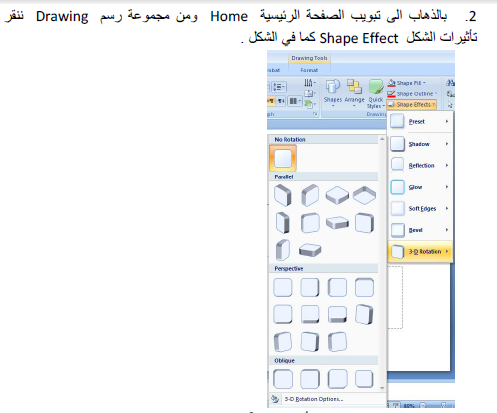 2. بالذهاب الى تبويب الصفحة الرئيسية Home ومن مجموعة رسم Drawing ننقر
تأثيرات الشكل Shape Effect كما في الشكل .
Drawing Tools
Format
Shape Fill
Shape Outline
Shapes Arrange Quick Styles
Shape Effects
Drawing
Preset
Shadow
Reflection
Glow
Soft Edges
Bevel
3-D Rotation
No Rotation
Parallel
Perspective
Oblique
3-D Rotation Options...
80%